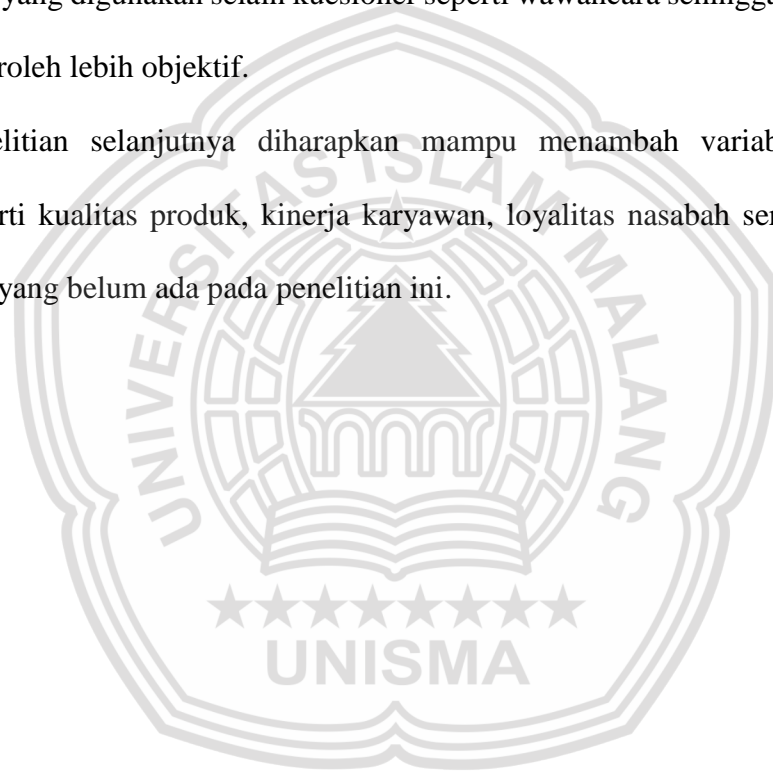 yang digunakan selain kuesioner seperti wawancara sehingga
roleh lebih objektif.
elitian selanjutnya diharapkan mampu menambah variab
rti kualitas produk, kinerja karyawan, loyalitas nasabah ser
yang belum ada pada penelitian ini.
UNIVERSITAS ISLAM MALANG
UNISMA